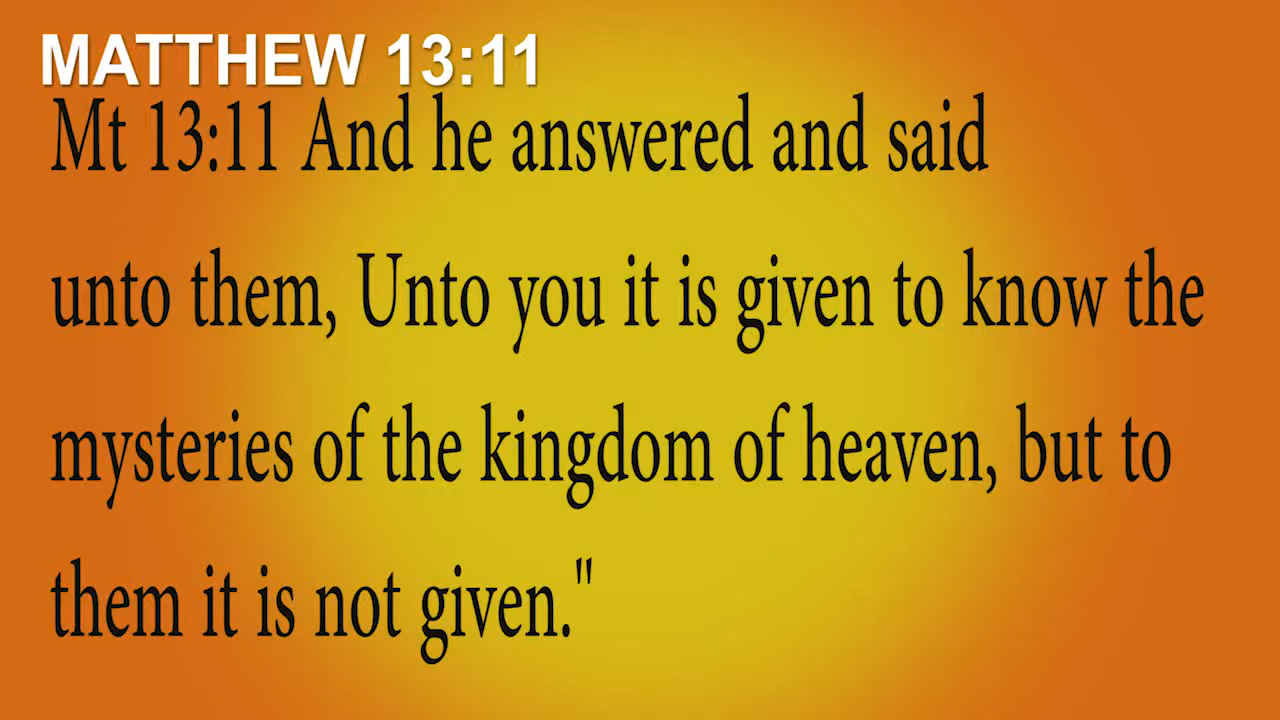 MATTHEW 13:11
Mt 13:11 And he answered and said
unto them, Unto you it is given to know the
mysteries of the kingdom of heaven, but to
them it is not given."